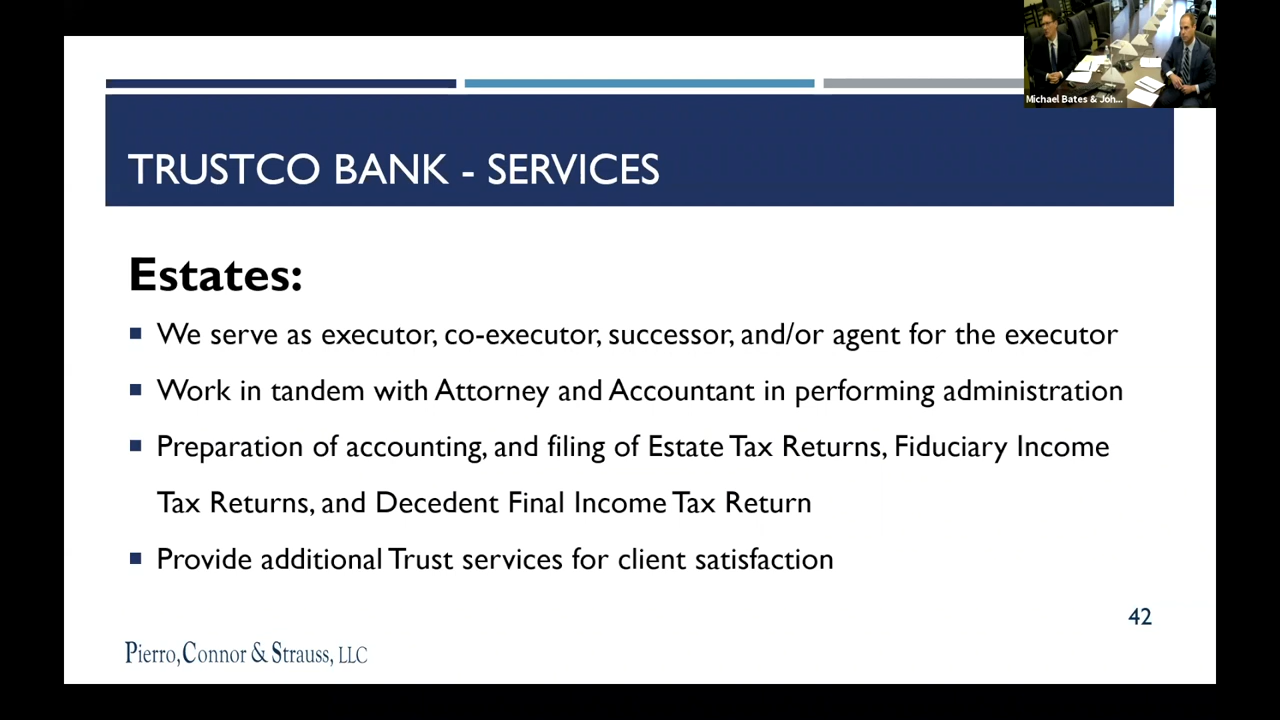 Michael Bates & Joh...
TRUSTCO BANK - SERVICES
Estates:
We serve as executor, co-executor, successor, and/or agent for the executor
Work in tandem with Attorney and Accountant in performing administration
Preparation of accounting, and filing of Estate Tax Returns, Fiduciary Income
Tax Returns, and Decedent Final Income Tax Return
Provide additional Trust services for client satisfaction
42
Pierro, Connor & Strauss, LLC